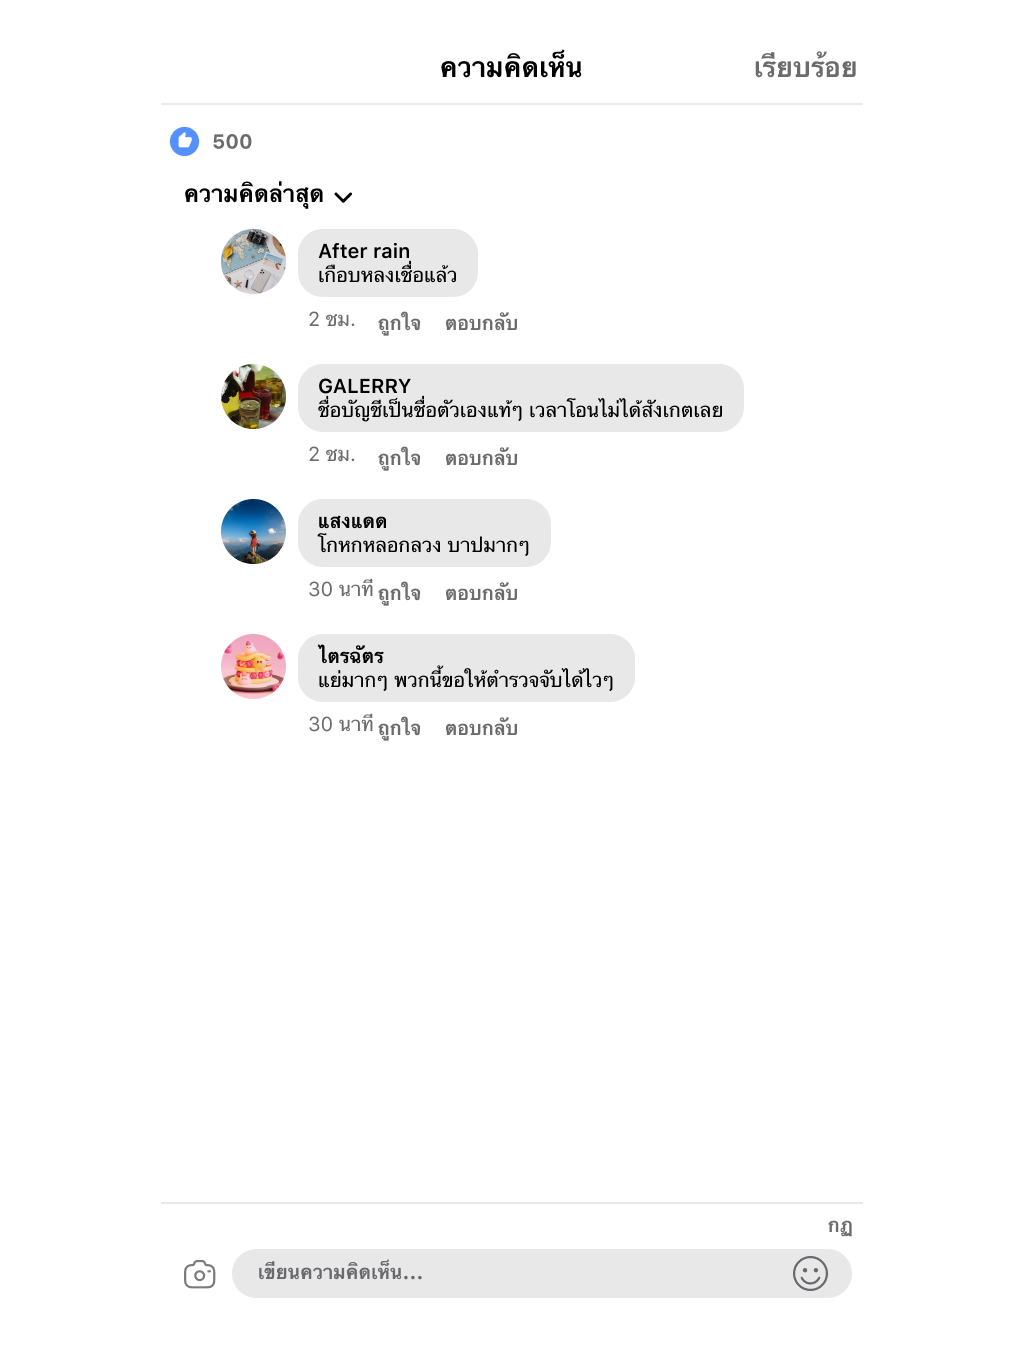 ความคิดเห็น
เรียบร้อย
500
ความคิดล่าสุด
After rain
เกือบหลงเชื่อแล้ว
2 ชม. ถูกใจ ตอบกลับ
GALERRY
ชื่อบัญชีเป็นชื่อตัวเองแท้ๆ เวลาโอนไม่ได้สังเกตเลย
2 ชม. ถูกใจ ตอบกลับ
แสงแดด
โกหกหลอกลวง บาปมากๆ
30 นาที ถูกใจ ตอบกลับ
ไตรฉัตร
แย่มากๆ พวกนี้ขอให้ตำรวจจับได้ไวๆ
30 นาที ถูกใจ ตอบกลับ
กฏ
เขียนความคิดเห็น...